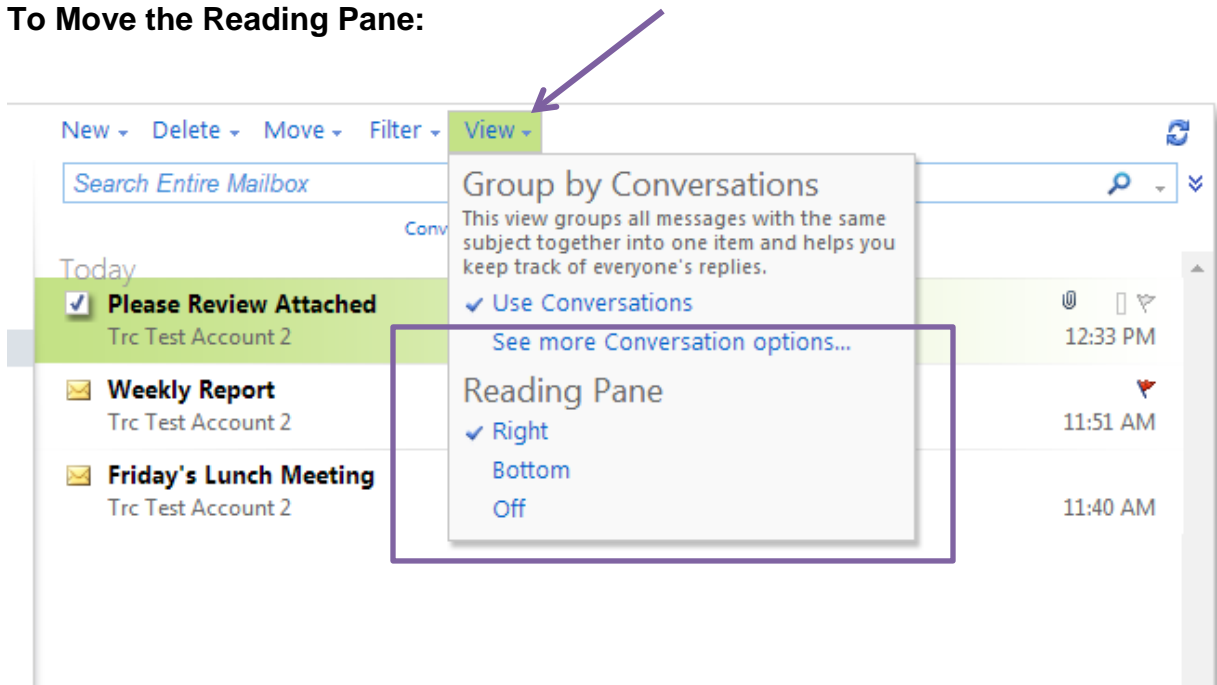 To Move the Reading Pane:
New Delete Move Filter View
Search Entire Mailbox
Group by Conversations
This view groups all messages with the same
subject together into one item and helps you
keep track of everyone's replies.
Conv
Use Conversations
See more Conversation options...
Reading Pane
Right
Bottom
Off
Today
Please Review Attached
Trc Test Account 2
12:33 PM
Weekly Report
Trc Test Account 2
11:51 AM
Friday's Lunch Meeting
Trc Test Account 2
11:40 AM